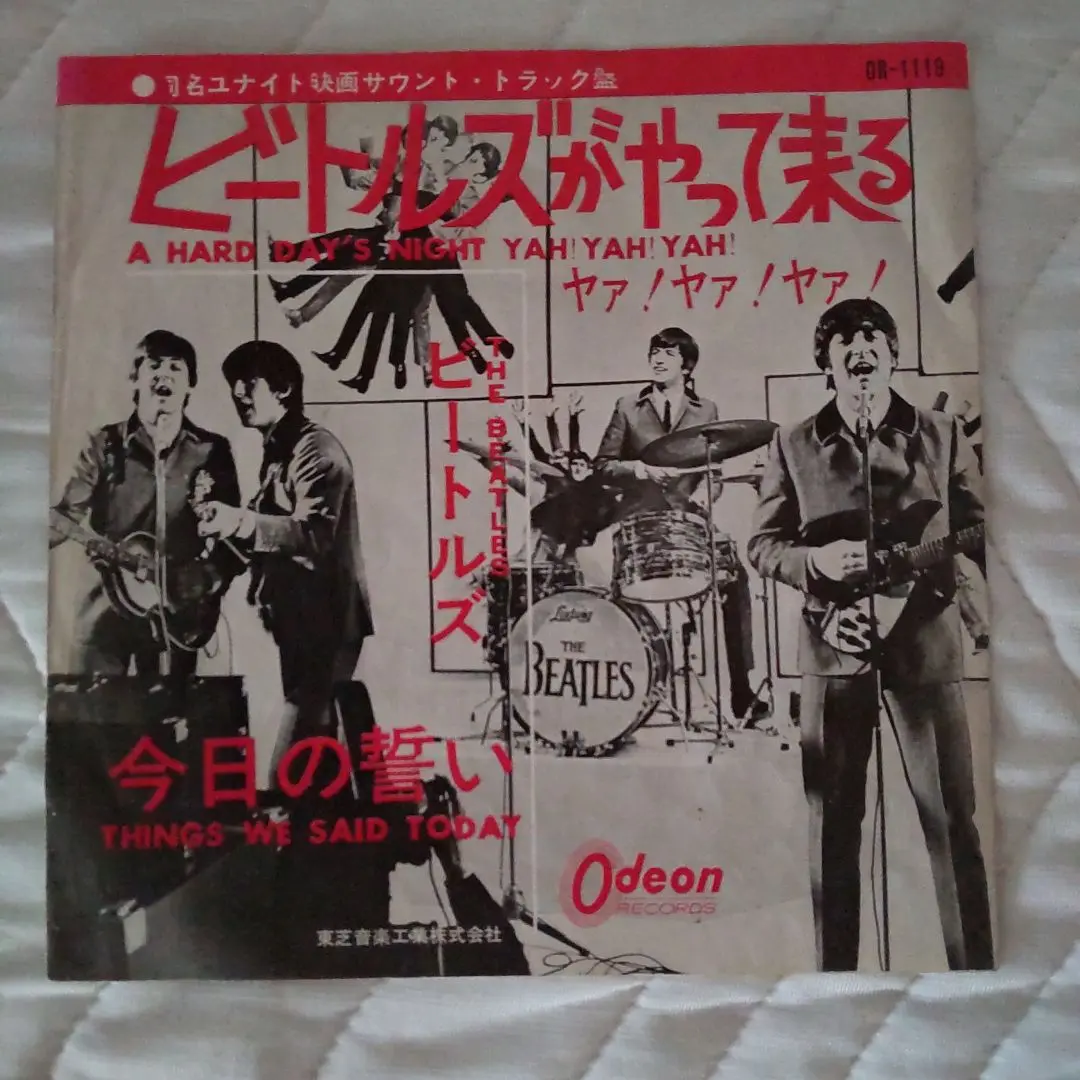 ●同名ユナイト映画サウンド・トラック盤
OR-1119
ビートルズがやって来る
A HARD DAY'S NIGHT YAH! YAH! YAH!
ヤァ!ヤァ!ヤァ!
ビートルズ
THE BEATLES
Ludwig
THE
BEATLES
今日の誓い
THINGS WE SAID TODAY
Odeon
RECORDS
東芝音楽工業株式会社